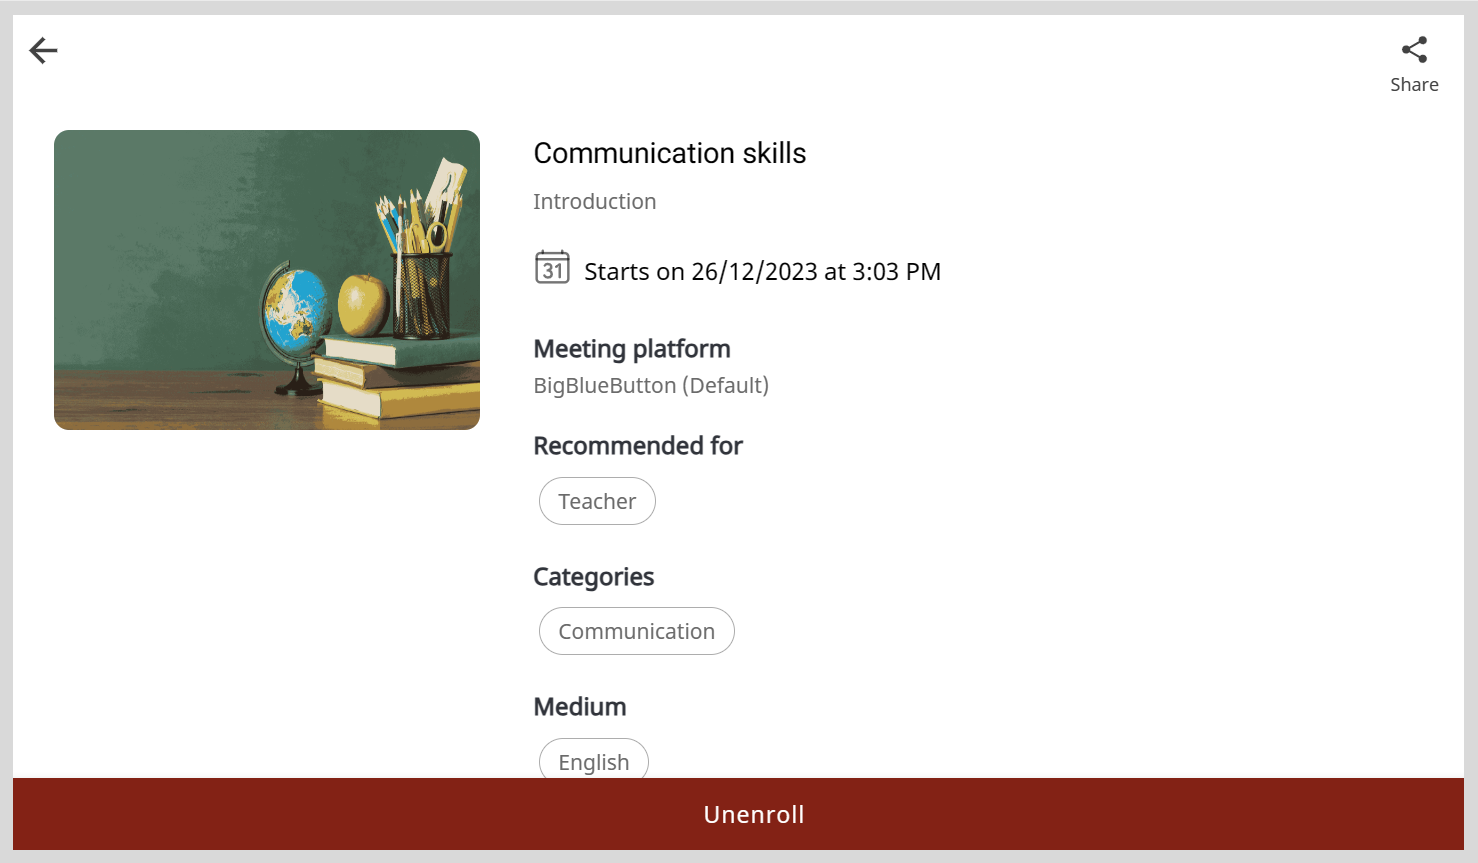 Share
Communication skills
Introduction
31
Starts on 26/12/2023 at 3:03 PM
Meeting platform
BigBlueButton (Default)
Recommended for
Teacher
Categories
Communication
Medium
English
Unenroll